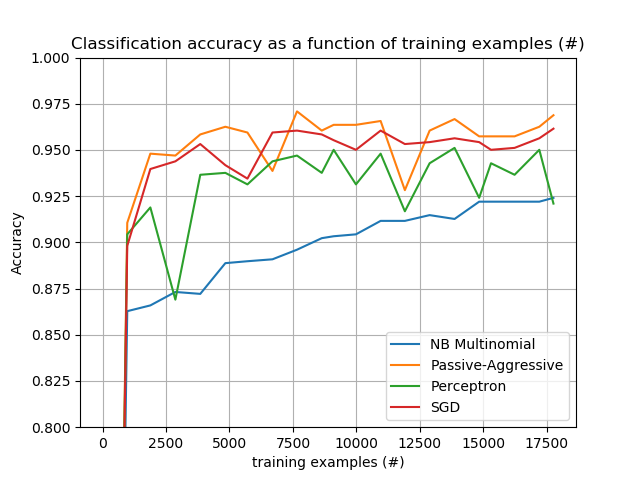 Classification accuracy as a function of training examples (#)
1.000
0.975
0.950
0.925
0.900
0.875
0.850
0.825
0.800
Accuracy
NB Multinomial
Passive-Aggressive
Perceptron
SGD
0 2500 5000 7500 10000 12500 15000 17500
training examples (#)